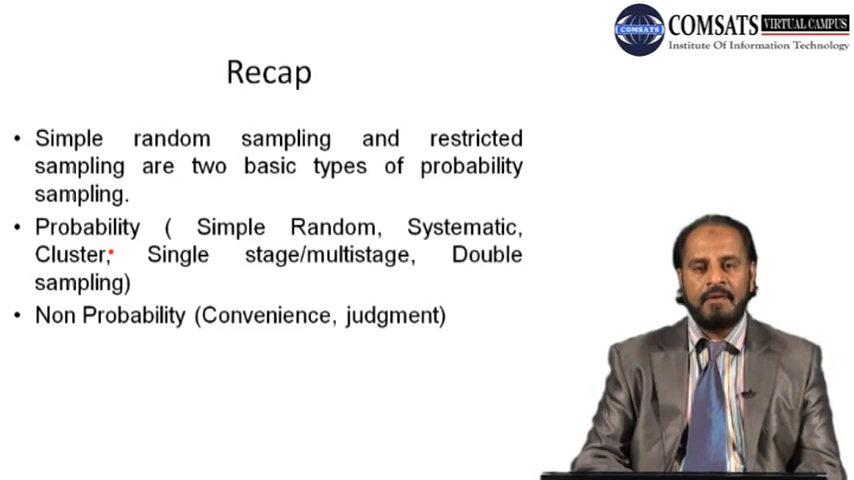 COMSATS VIRTUAL CAMPUS
COMSATS
Institute Of Information Technology
Recap
• Simple random sampling and restricted
sampling are two basic types of probability
sampling.
• Probability ( Simple Random, Systematic,
Cluster, Single stage/multistage, Double
sampling)
• Non Probability (Convenience, judgment)